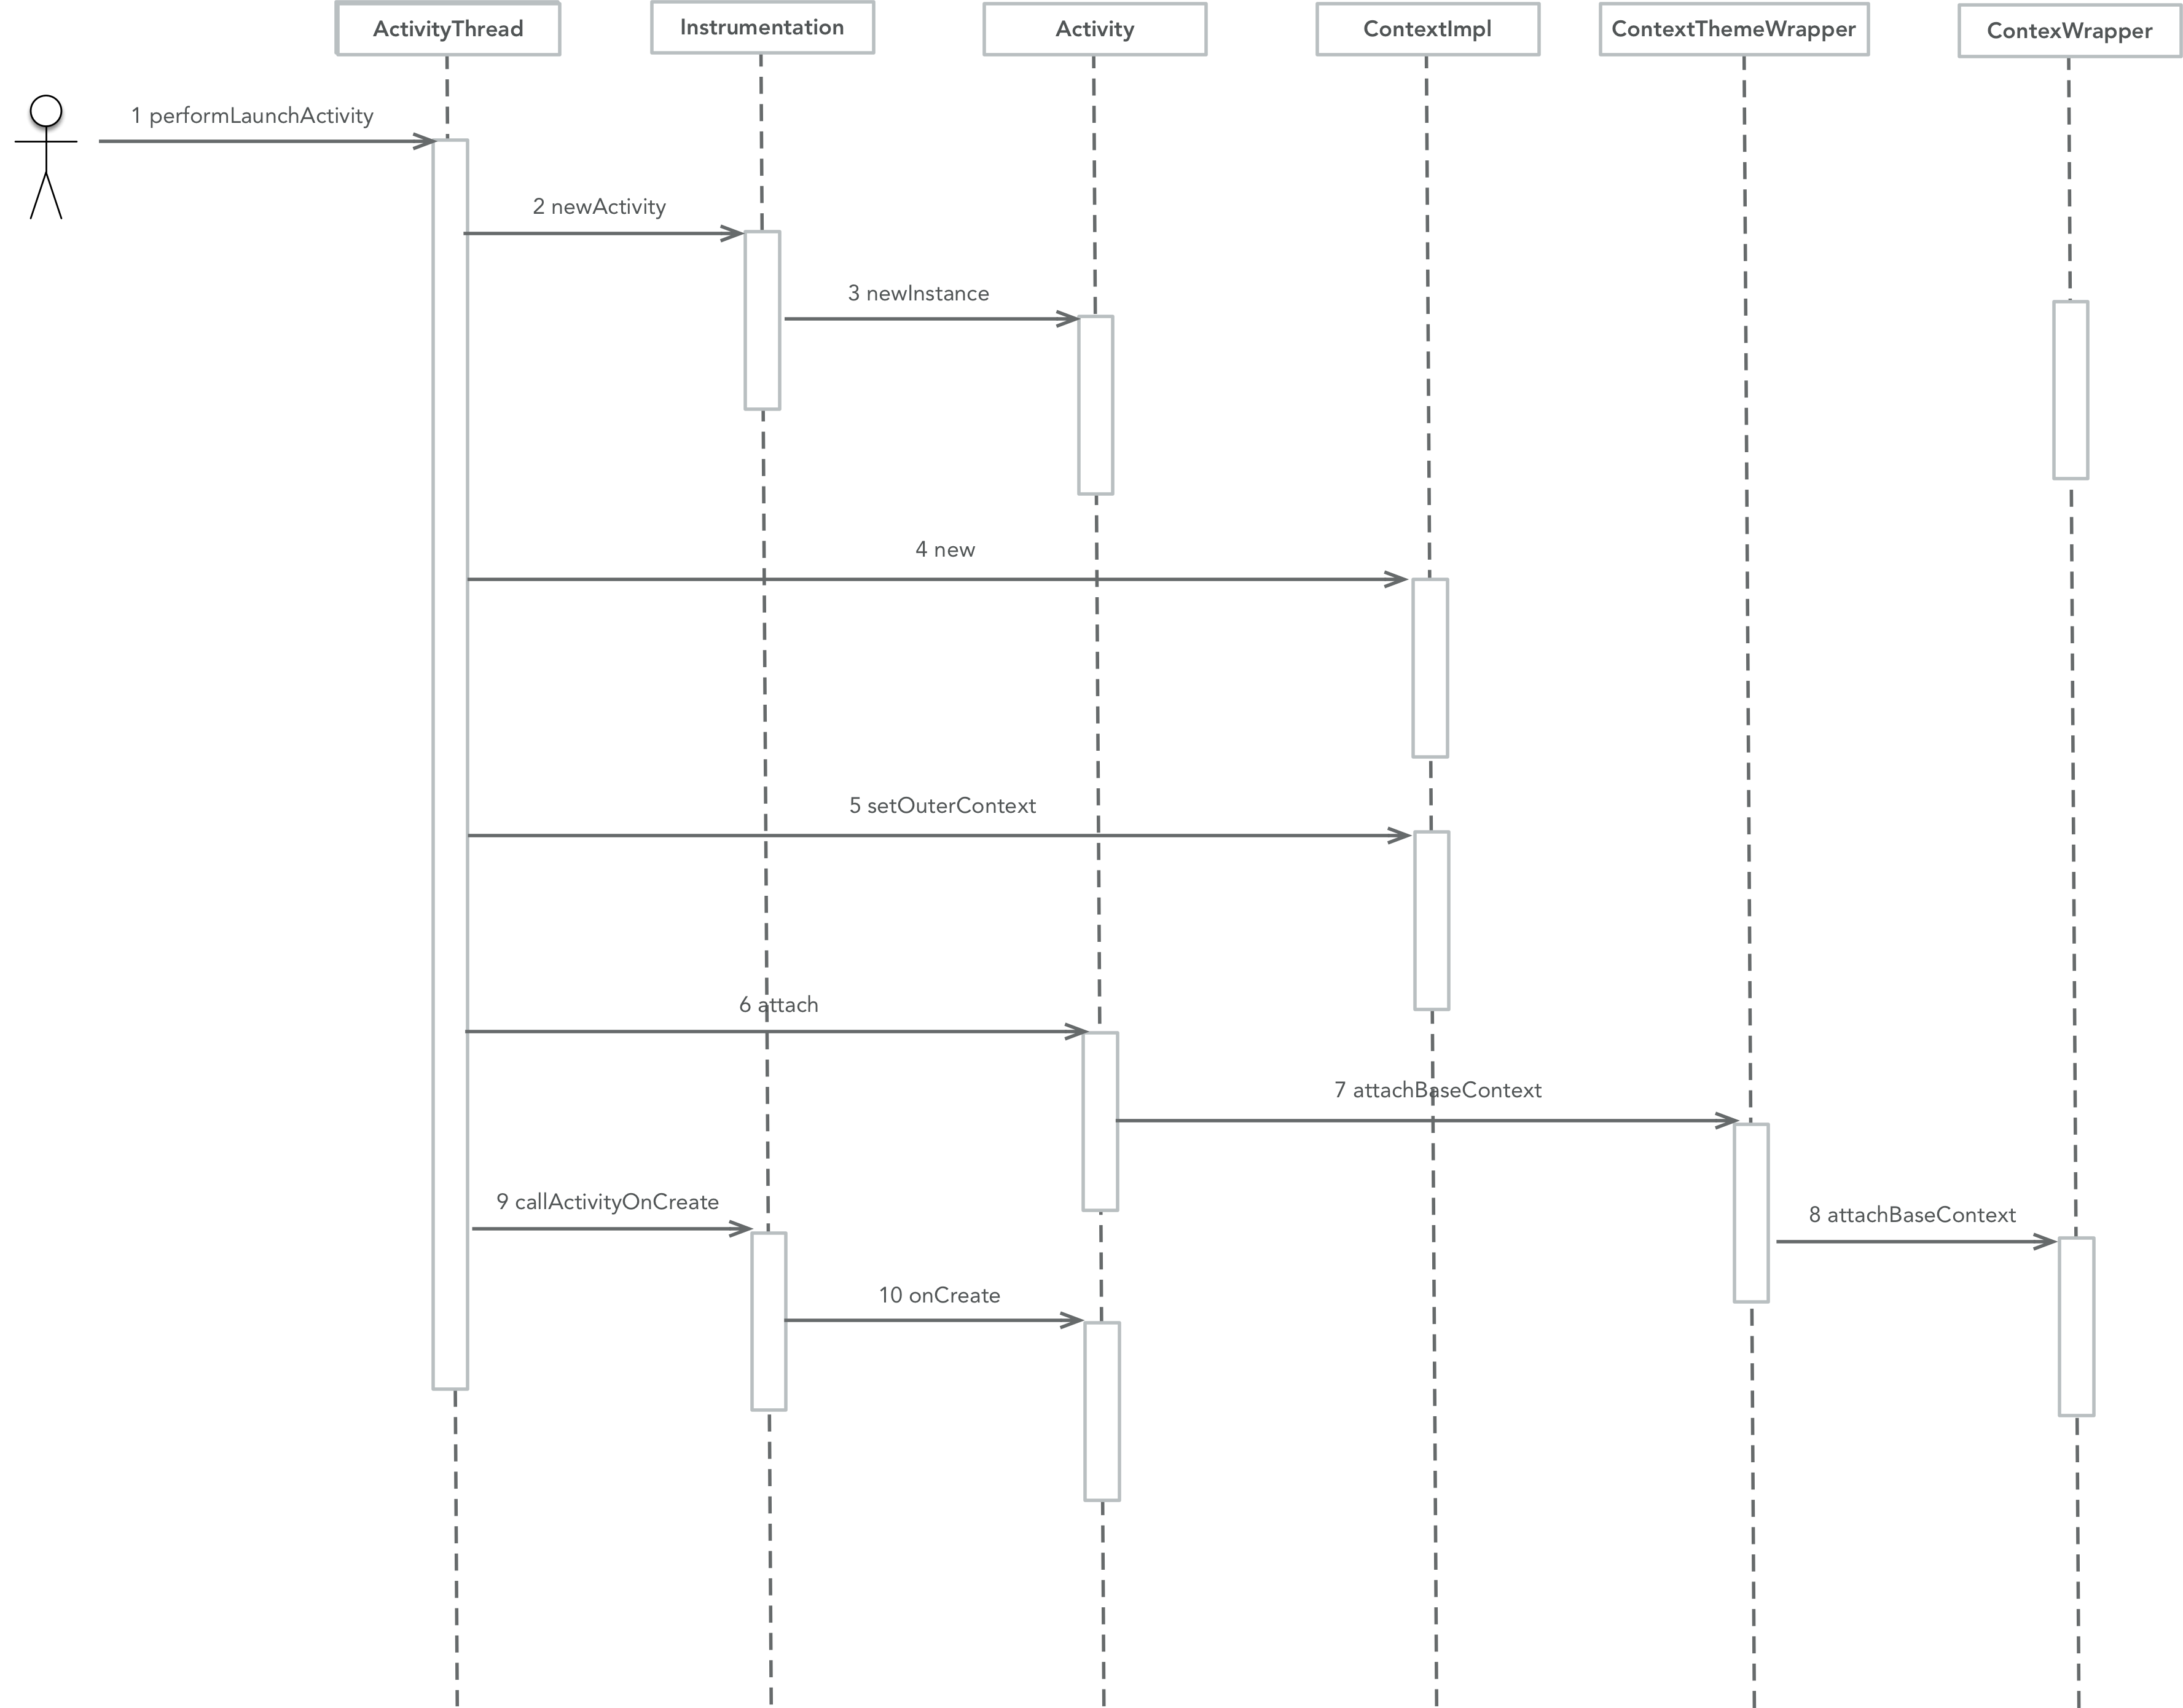 ActivityThread
Instrumentation
Activity
ContextImpl
ContextThemeWrapper
ContexWrapper
1 performLaunchActivity
2 newActivity
3 newInstance
4 new
5 setOuterContext
6 attach
7 attachBaseContext
9 callActivityOnCreate
8 attachBaseContext
10 onCreate